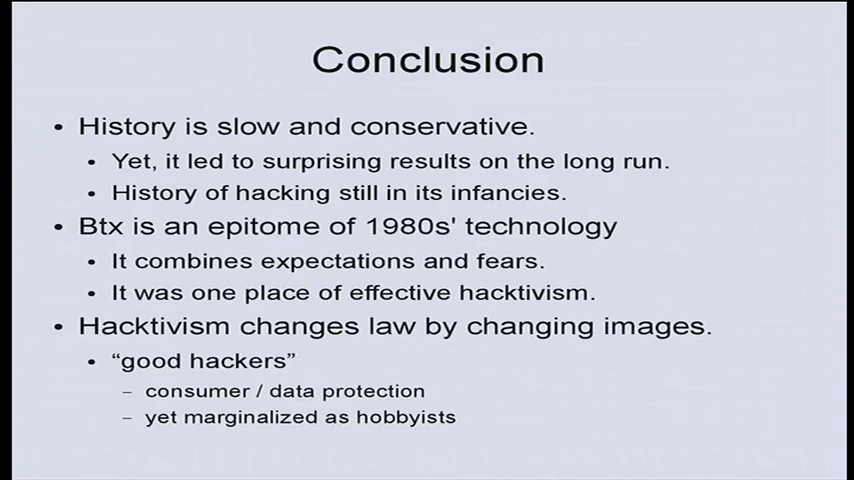 Conclusion
• History is slow and conservative.
• Yet, it led to surprising results on the long run.
• History of hacking still in its infancies.
• Btx is an epitome of 1980s' technology
• It combines expectations and fears.
• It was one place of effective hacktivism.
• Hacktivism changes law by changing images.
• “good hackers”
– consumer / data protection
– yet marginalized as hobbyists